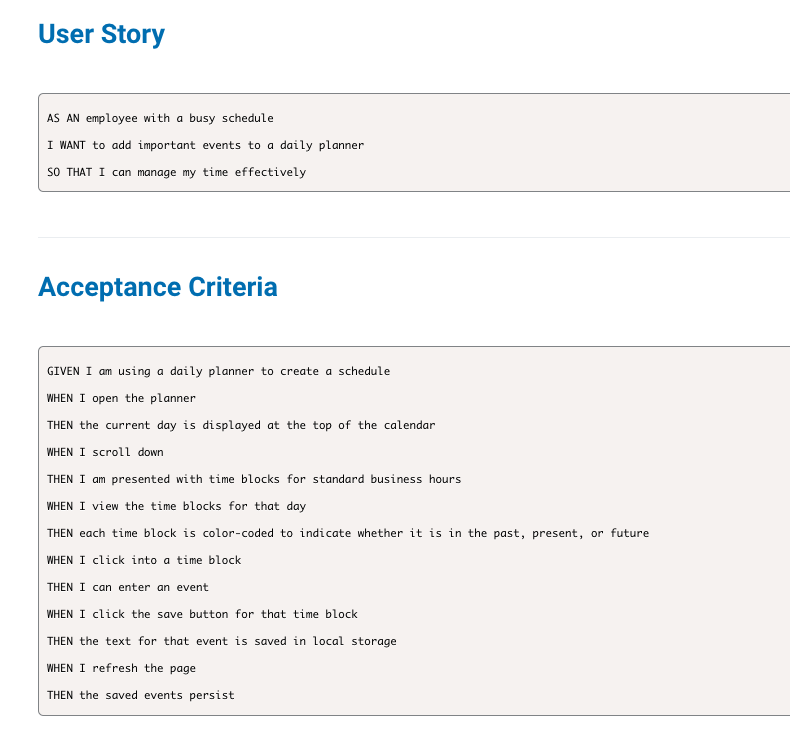 User Story
AS AN employee with a busy schedule
I WANT to add important events to a daily planner
SO THAT I can manage my time effectively
Acceptance Criteria
GIVEN I am using a daily planner to create a schedule
WHEN I open the planner
THEN the current day is displayed at the top of the calendar
WHEN I scroll down
THEN I am presented with time blocks for standard business hours
WHEN I view the time blocks for that day
THEN each time block is color-coded to indicate whether it is in the past, present, or future
WHEN I click into a time block
THEN I can enter an event
WHEN I click the save button for that time block
THEN the text for that event is saved in local storage
WHEN I refresh the page
THEN the saved events persist